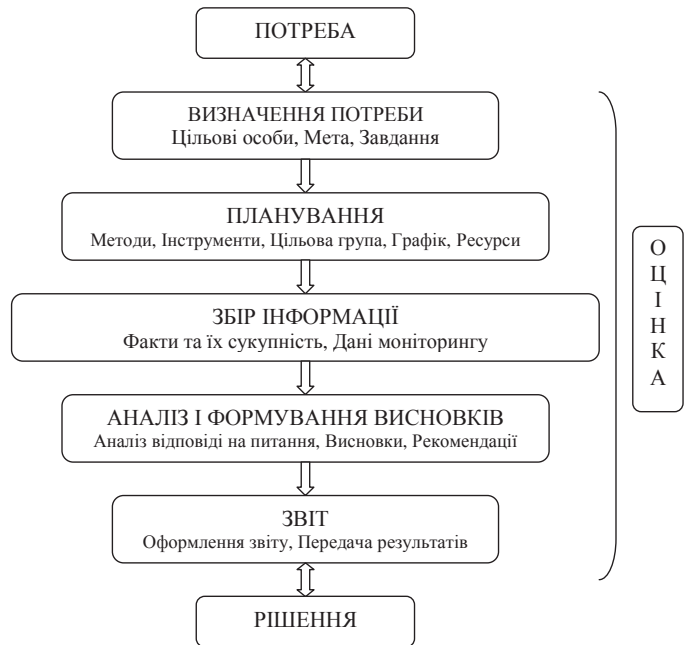 ПОТРЕБА
ВИЗНАЧЕННЯ ПОТРЕБИ
Цільові особи, Мета, Завдання
ПЛАНУВАННЯ
Методи, Інструменти, Цільова група, Графік, Ресурси
ЗБІР ІНФОРМАЦІЇ
Факти та їх сукупність, Дані моніторингу
АНАЛІЗ І ФОРМУВАННЯ ВИСНОВКІВ
Аналіз відповіді на питання, Висновки, Рекомендації
ЗВІТ
Оформлення звіту, Передача результатів
РІШЕННЯ
О
Ц
І
Н
К
А